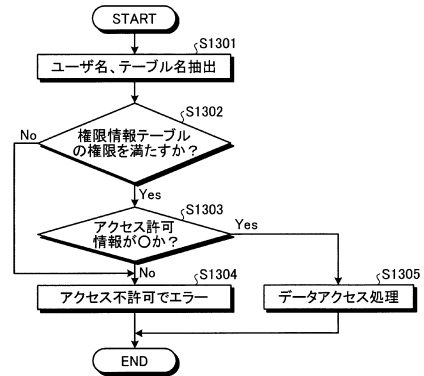 START
S1301
ユーザ名、テーブル名抽出
S1302
権限情報テーブル
の権限を満たすか?
No
Yes
S1303
アクセス許可
情報が〇か?
Yes
No
S1304
アクセス不許可でエラー
S1305
データアクセス処理
END